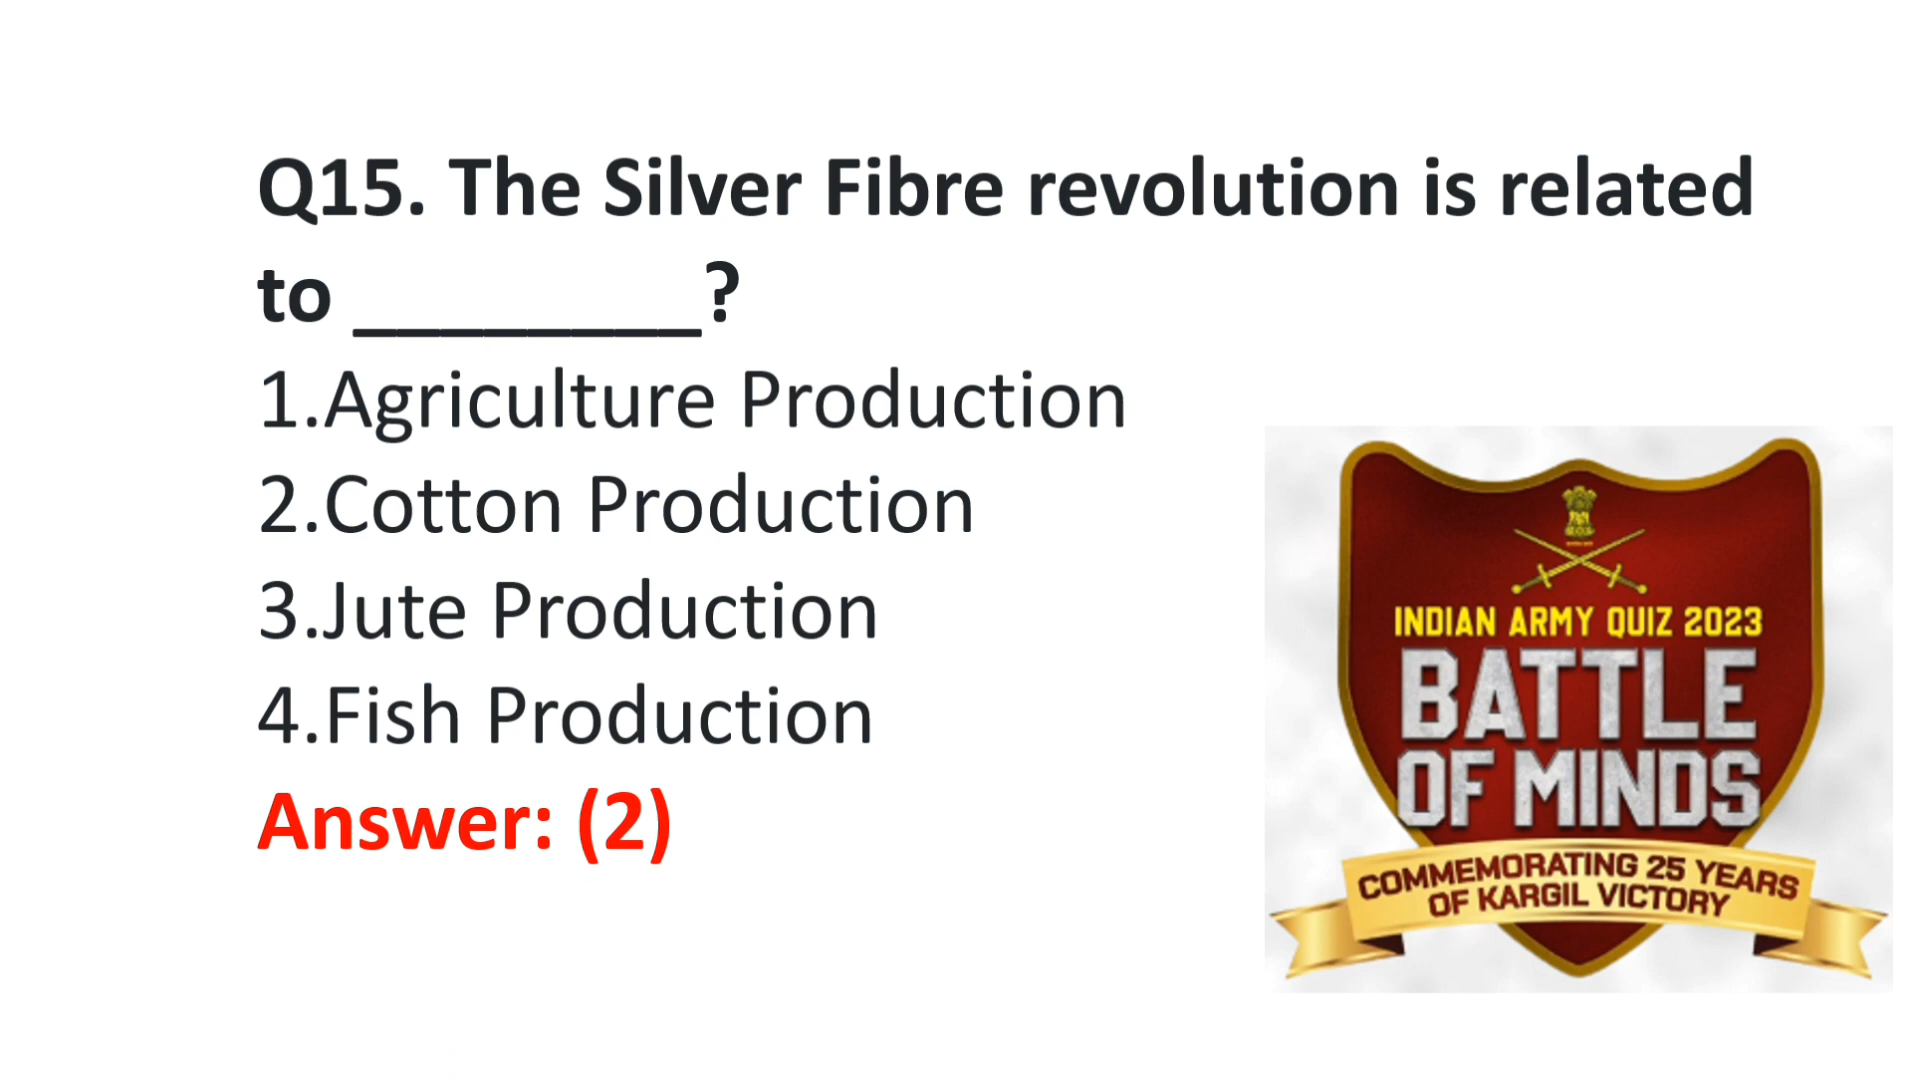 Q15. The Silver Fibre revolution is related
to ________?
1.Agriculture Production
2.Cotton Production
3.Jute Production
4.Fish Production
Answer: (2)
INDIAN ARMY QUIZ 2023
BATTLE
OF MINDS
COMMEMORATING 25 YEARS
OF KARGIL VICTORY